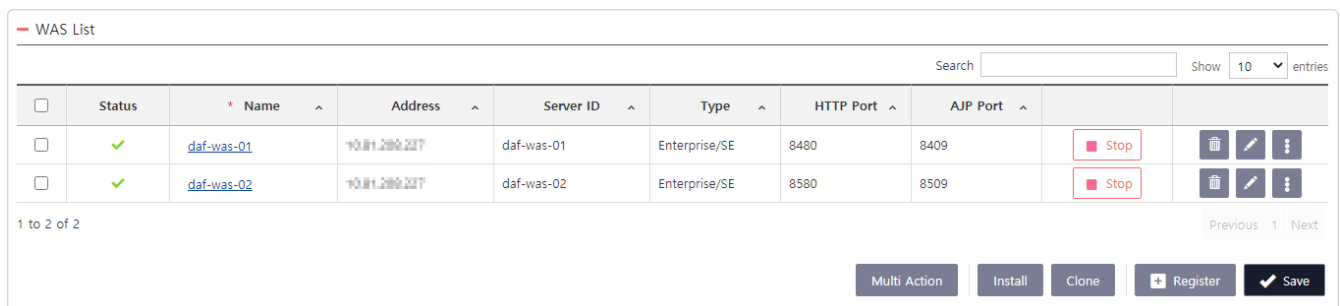 WAS List
Search Show 10 entries
Status * Name Address Server ID Type HTTP Port AJP Port
daf-was-01 daf-was-01 Enterprise/SE 8480 8409 Stop
daf-was-02 daf-was-02 Enterprise/SE 8580 8509 Stop
1 to 2 of 2
Previous 1 Next
Multi Action Install Clone Register Save